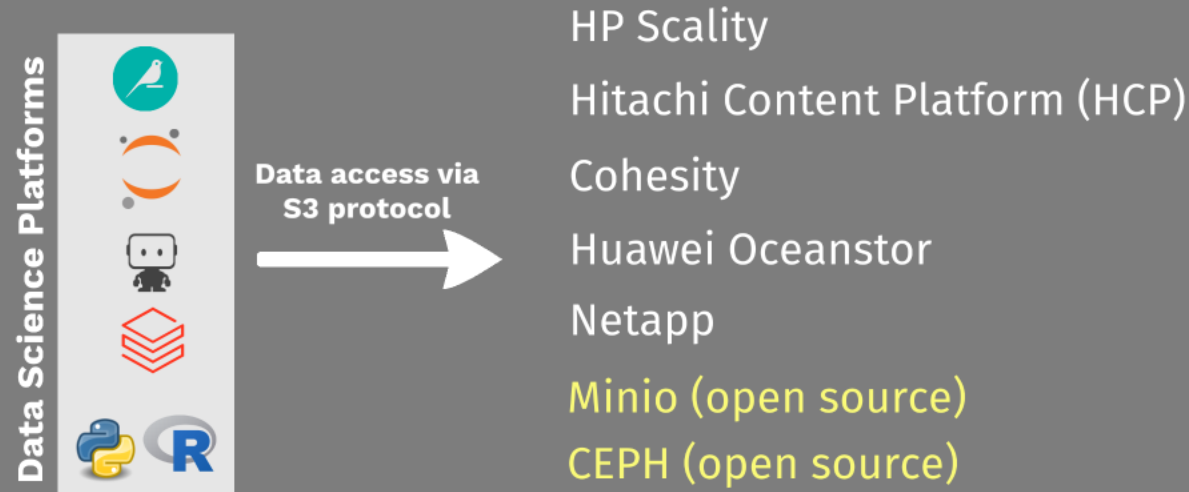 Data Science Platforms
R
Data access via
S3 protocol
HP Scality
Hitachi Content Platform (HCP)
Cohesity
Huawei Oceanstor
Netapp
Minio (open source)
CEPH (open source)